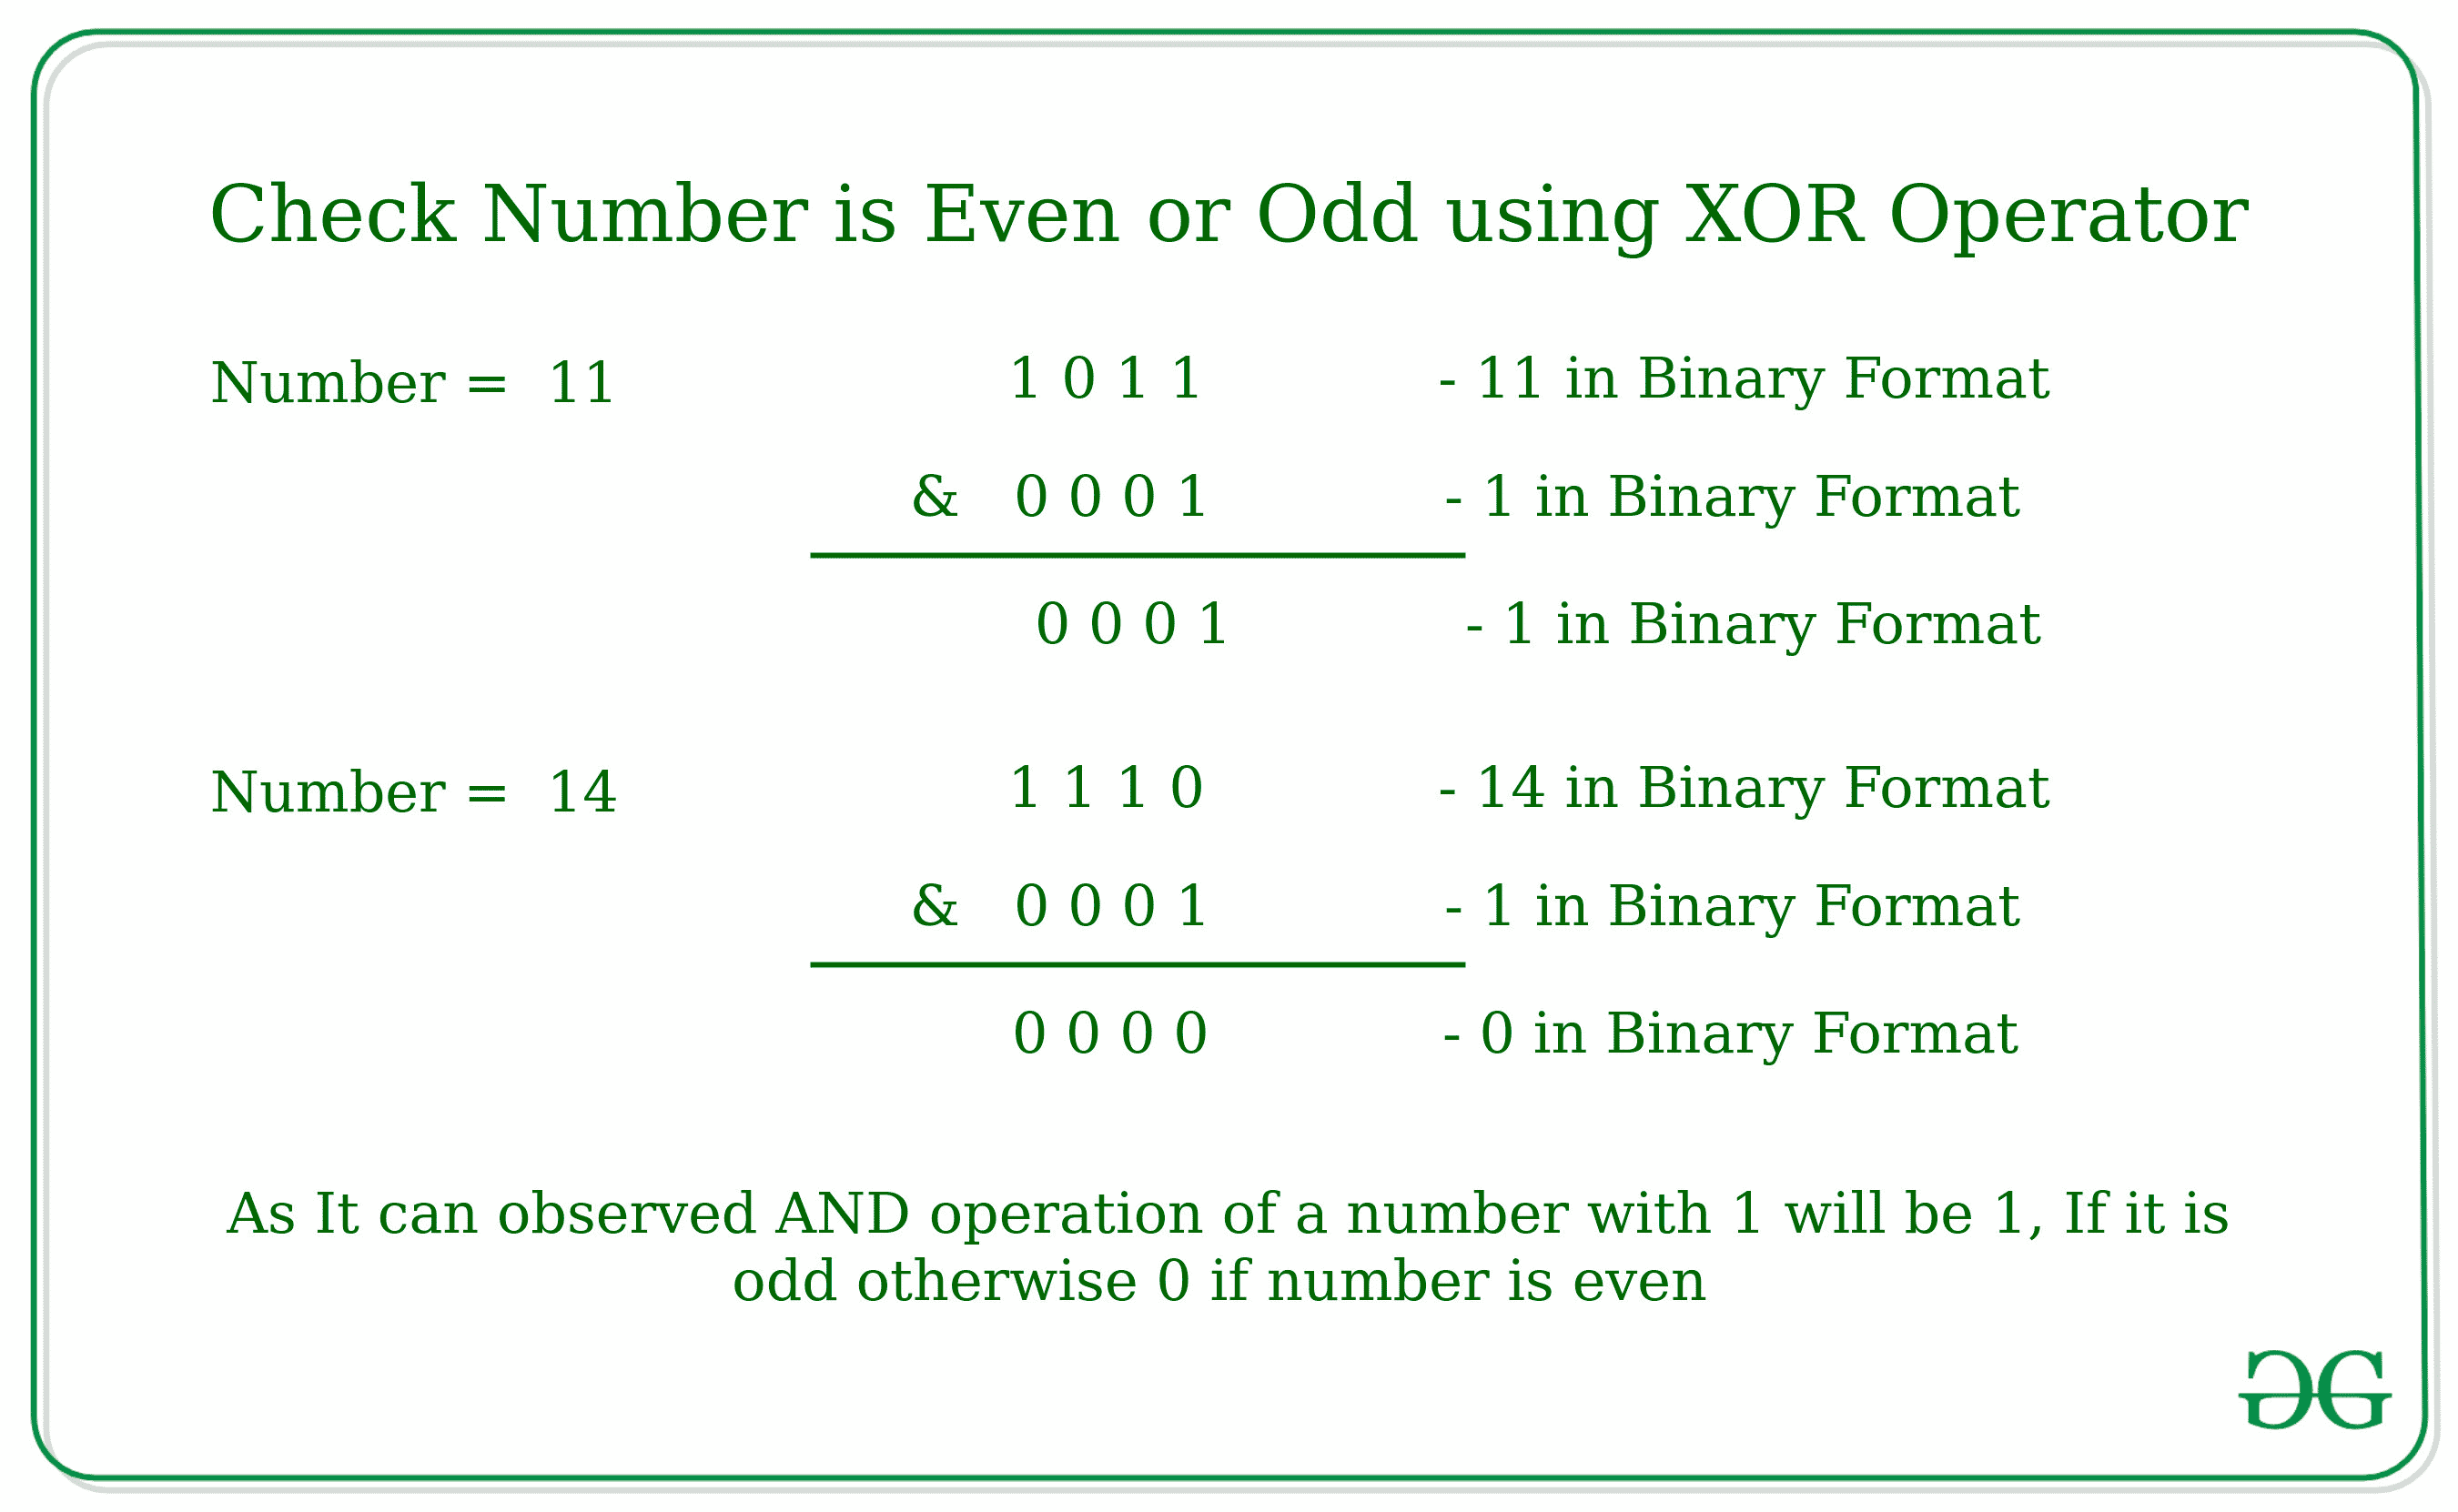 Check Number is Even or Odd using XOR Operator
Number = 11 1 0 1 1 - 11 in Binary Format
& 0 0 0 1 - 1 in Binary Format
0 0 0 1 - 1 in Binary Format
Number = 14 1 1 1 0 - 14 in Binary Format
& 0 0 0 1 - 1 in Binary Format
0 0 0 0 - 0 in Binary Format
As It can observed AND operation of a number with 1 will be 1, If it is
odd otherwise 0 if number is even